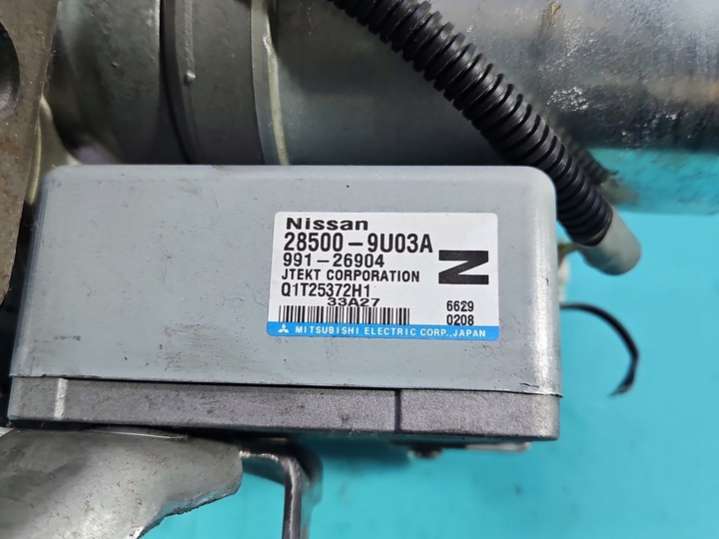 Nissan
28500-9U03A
991-26904
JTEKT CORPORATION
Q1T25372H1
33A27
N
6629
0208
MITSUBISHI ELECTRIC CORP., JAPAN